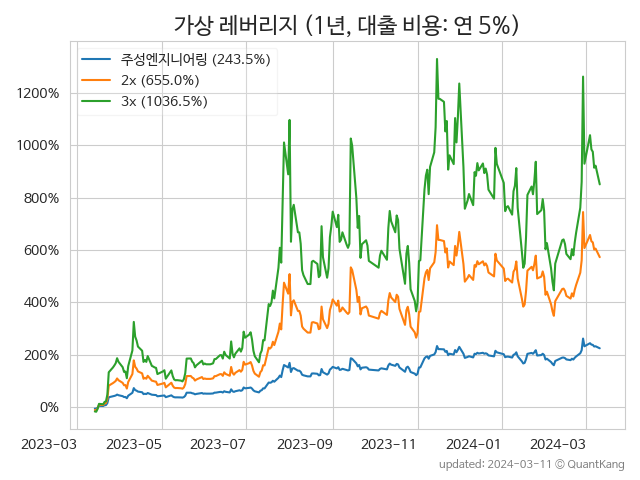 가상 레버리지 (1년, 대출 비용: 연 5%)
주성엔지니어링 (243.5%)
2x (655.0%)
3x (1036.5%)
1200%
1000%
800%
600%
400%
200%
0%
2023-03 2023-05 2023-07 2023-09 2023-11 2024-01 2024-03
updated: 2024-03-11 © QuantKang